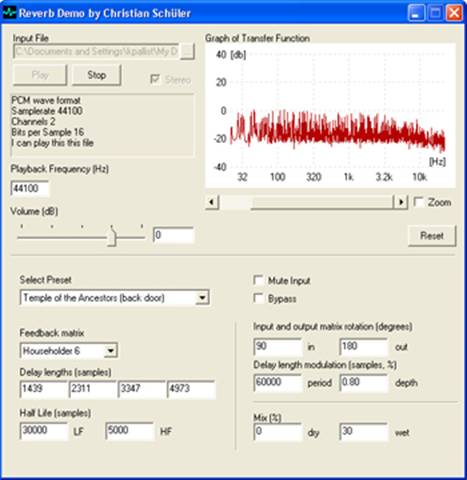 Reverb Demo by Christian Schüler
Input File
C:\Documents and Settings\kpallist\My D
...
Play
Stop
Stereo
PCM wave format
Samplerate 44100
Channels 2
Bits per Sample 16
I can play this this file
Playback Frequency (Hz)
44100
Volume (dB)
0
Graph of Transfer Function
40 [db]
20
0
-20
-40
[Hz]
32 100 320 1k 3.2k 10k
Zoom
Reset
Select Preset
Temple of the Ancestors (back door)
Mute Input
Bypass
Feedback matrix
Householder 6
Delay lengths (samples)
1439 2311 3347 4973
Half Life (samples)
30000 LF 5000 HF
Input and output matrix rotation (degrees)
90 in 180 out
Delay length modulation (samples, %)
60000 period 0.80 depth
Mix (%)
0 dry 30 wet